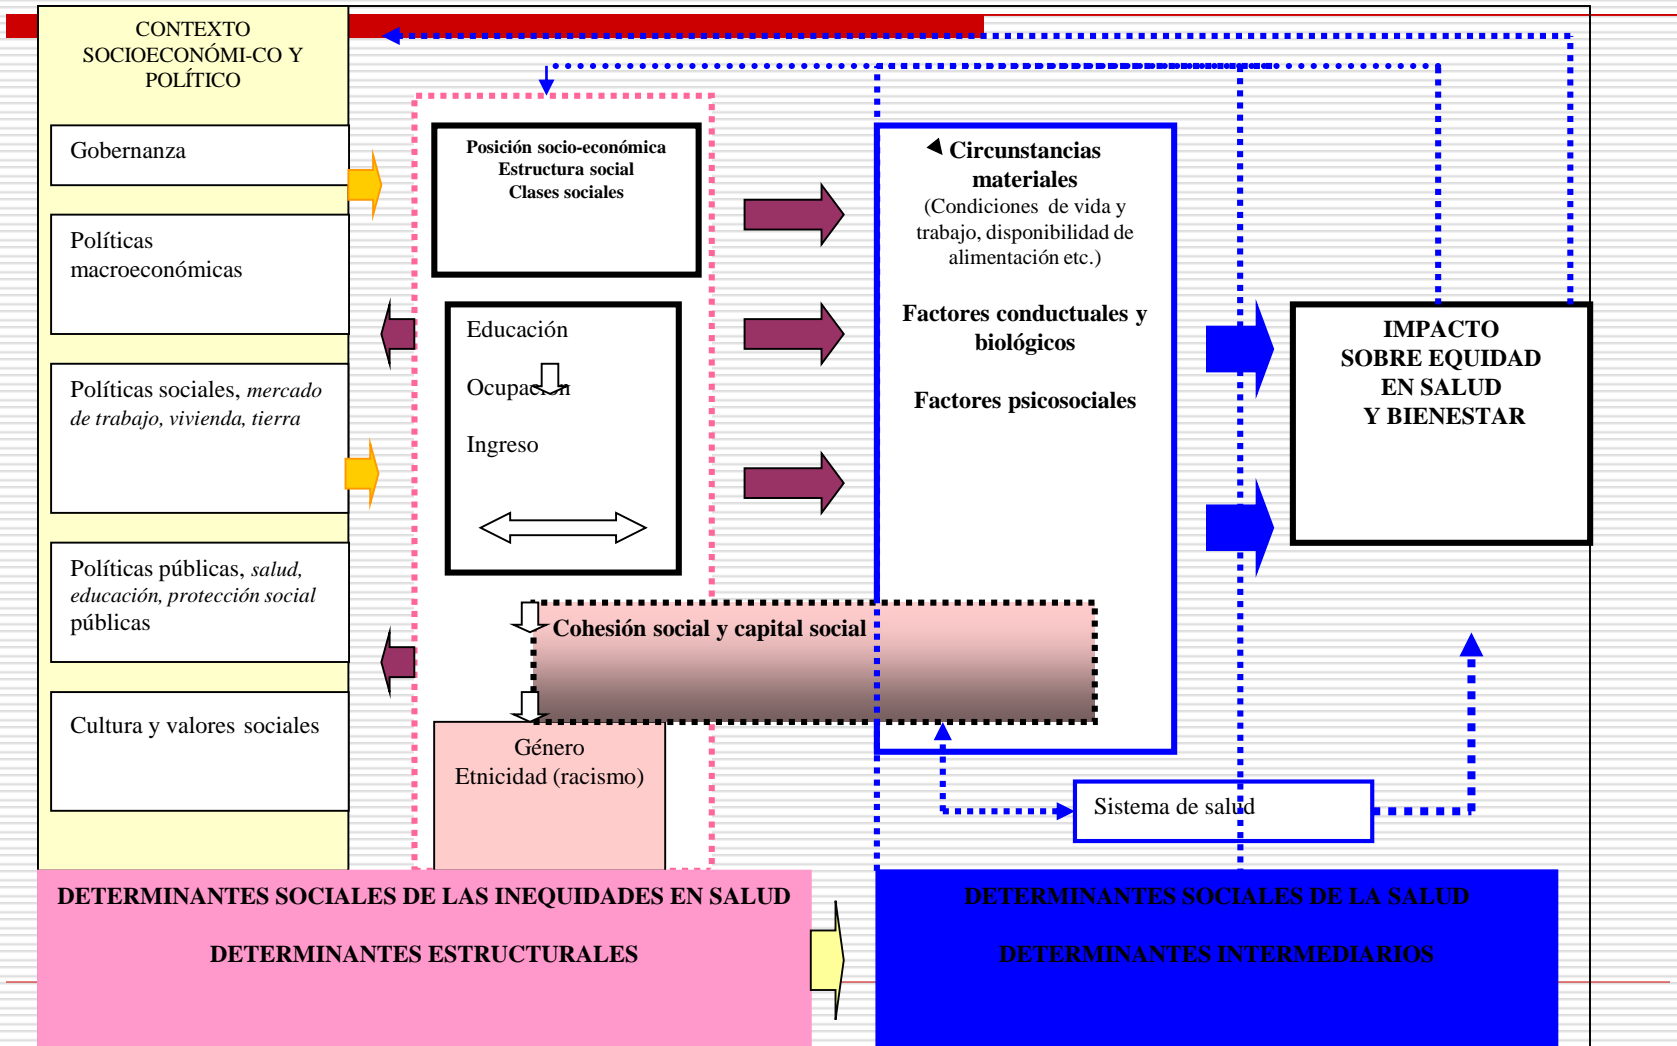 CONTEXTO
SOCIOECONÓMI-CO Y
POLÍTICO
Gobernanza
Políticas
macroeconómicas
Políticas sociales, mercado
de trabajo, vivienda, tierra
Políticas públicas, salud,
educación, protección social
públicas
Cultura y valores sociales
Posición socio-económica
Estructura social
Clases sociales
Educación
Ocupación
Ingreso
Cohesión social y capital social
Género
Etnicidad (racismo)
Circunstancias
materiales
(Condiciones de vida y
trabajo, disponibilidad de
alimentación etc.)
Factores conductuales y
biológicos
Factores psicosociales
Sistema de salud
IMPACTO
SOBRE EQUIDAD
EN SALUD
Y BIENESTAR
DETERMINANTES SOCIALES DE LAS INEQUIDADES EN SALUD
DETERMINANTES ESTRUCTURALES
DETERMINANTES SOCIALES DE LA SALUD
DETERMINANTES INTERMEDIARIOS